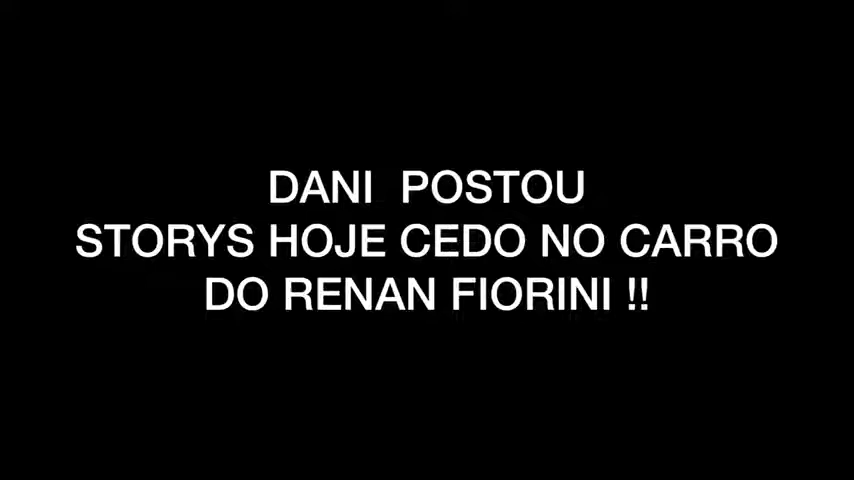 DANI  POSTOU
STORYS HOJE CEDO NO CARRO
DO RENAN FIORINI !!